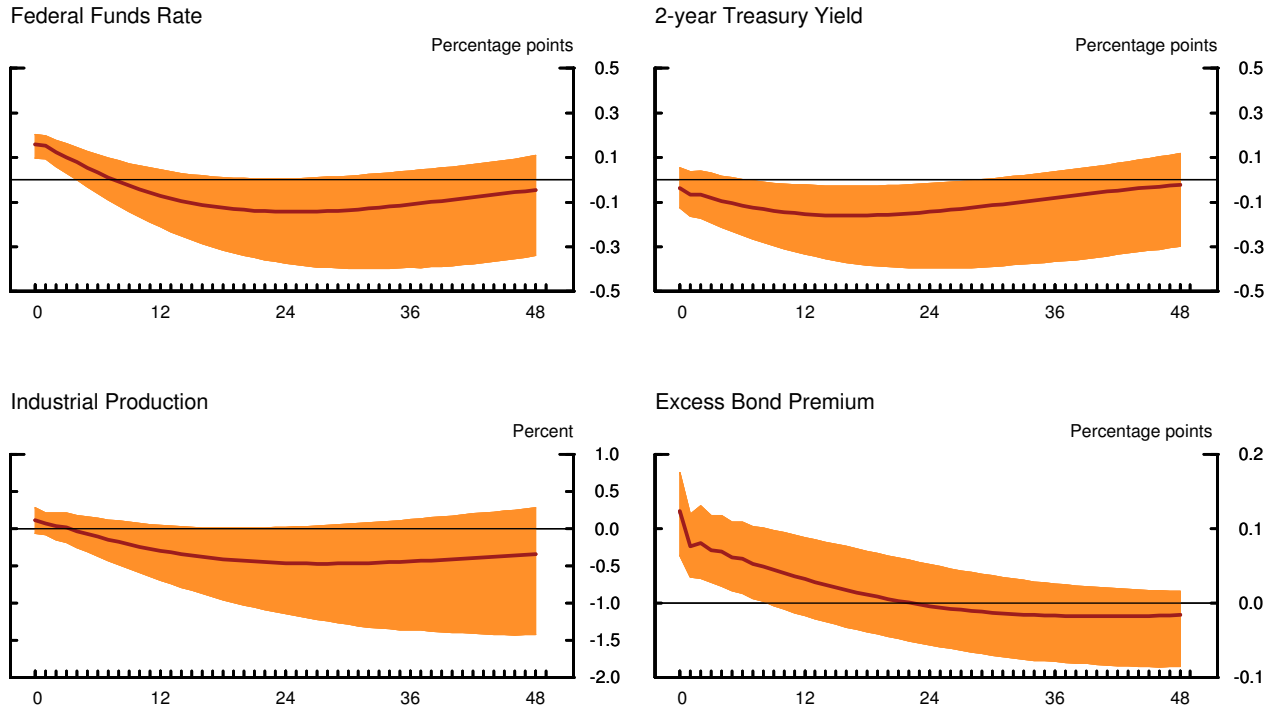 Federal Funds Rate
Percentage points
0.5
0.3
0.1
-0.1
-0.3
-0.5
0 12 24 36 48
2-year Treasury Yield
Percentage points
0.5
0.3
0.1
-0.1
-0.3
-0.5
0 12 24 36 48
Industrial Production
Percent
1.0
0.5
0.0
-0.5
-1.0
-1.5
-2.0
0 12 24 36 48
Excess Bond Premium
Percentage points
0.2
0.1
0.0
-0.1
0 12 24 36 48